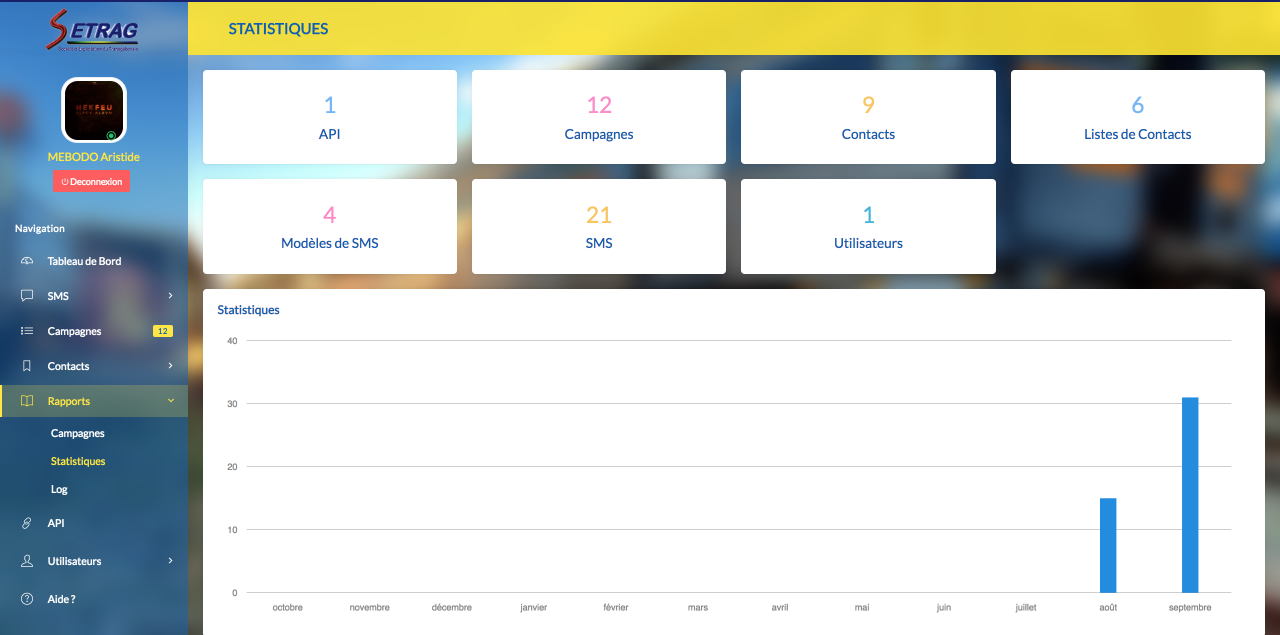 SETRAG
STATISTIQUES
NEKFEU
MEBODO Aristide
Deconnexion
Navigation
Tableau de Bord
SMS
Campagnes 12
Contacts
Rapports
Campagnes
Statistiques
Log
API
Utilisateurs
Aide ?
1
API
12
Campagnes
9
Contacts
6
Listes de Contacts
4
Modèles de SMS
21
SMS
1
Utilisateurs
Statistiques
40
30
20
10
0
octobre novembre décembre janvier février mars avril mai juin juillet août septembre